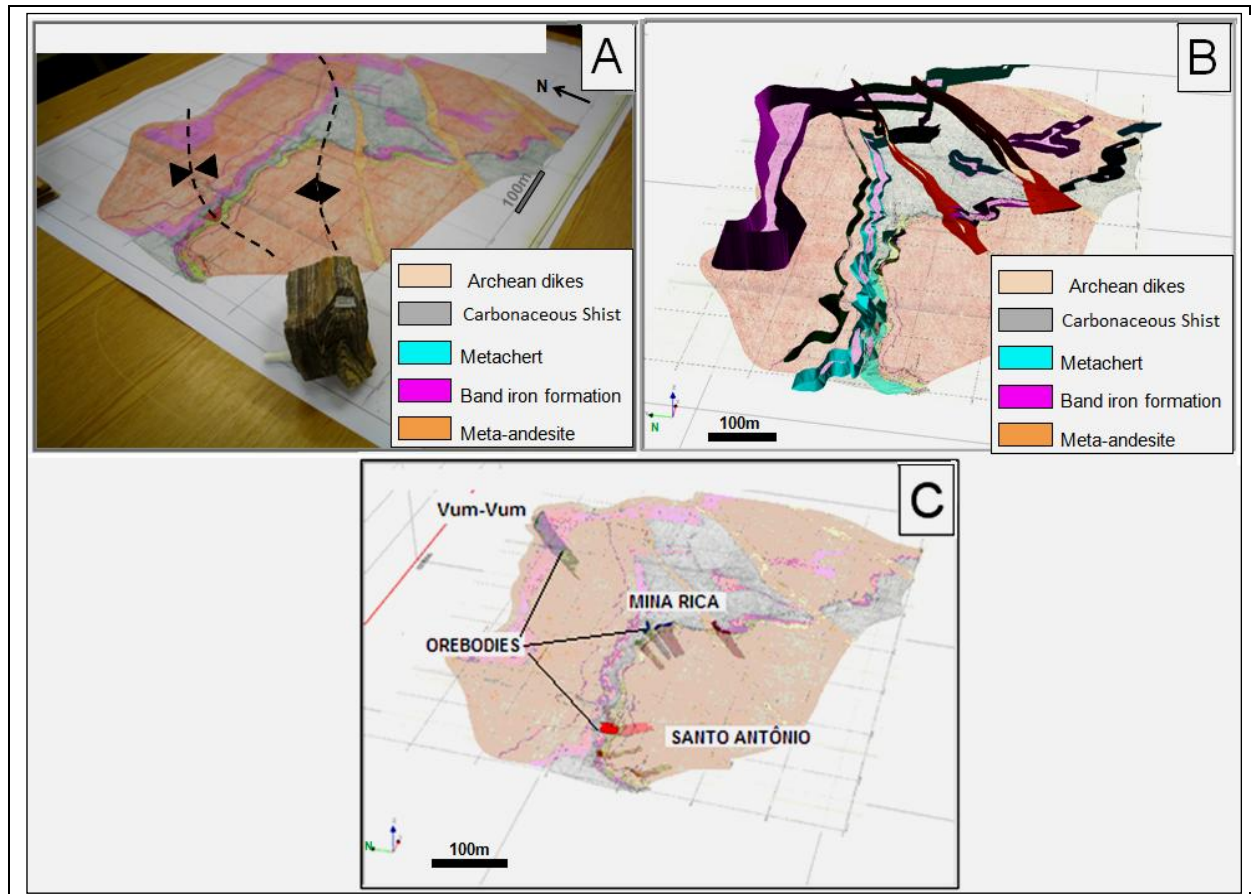 A
N
100m
Archean dikes
Carbonaceous Shist
Metachert
Band iron formation
Meta-andesite
B
N
100m
Archean dikes
Carbonaceous Shist
Metachert
Band iron formation
Meta-andesite
C
Vum-Vum
MINA RICA
OREBODIES
SANTO ANTÔNIO
N
100m